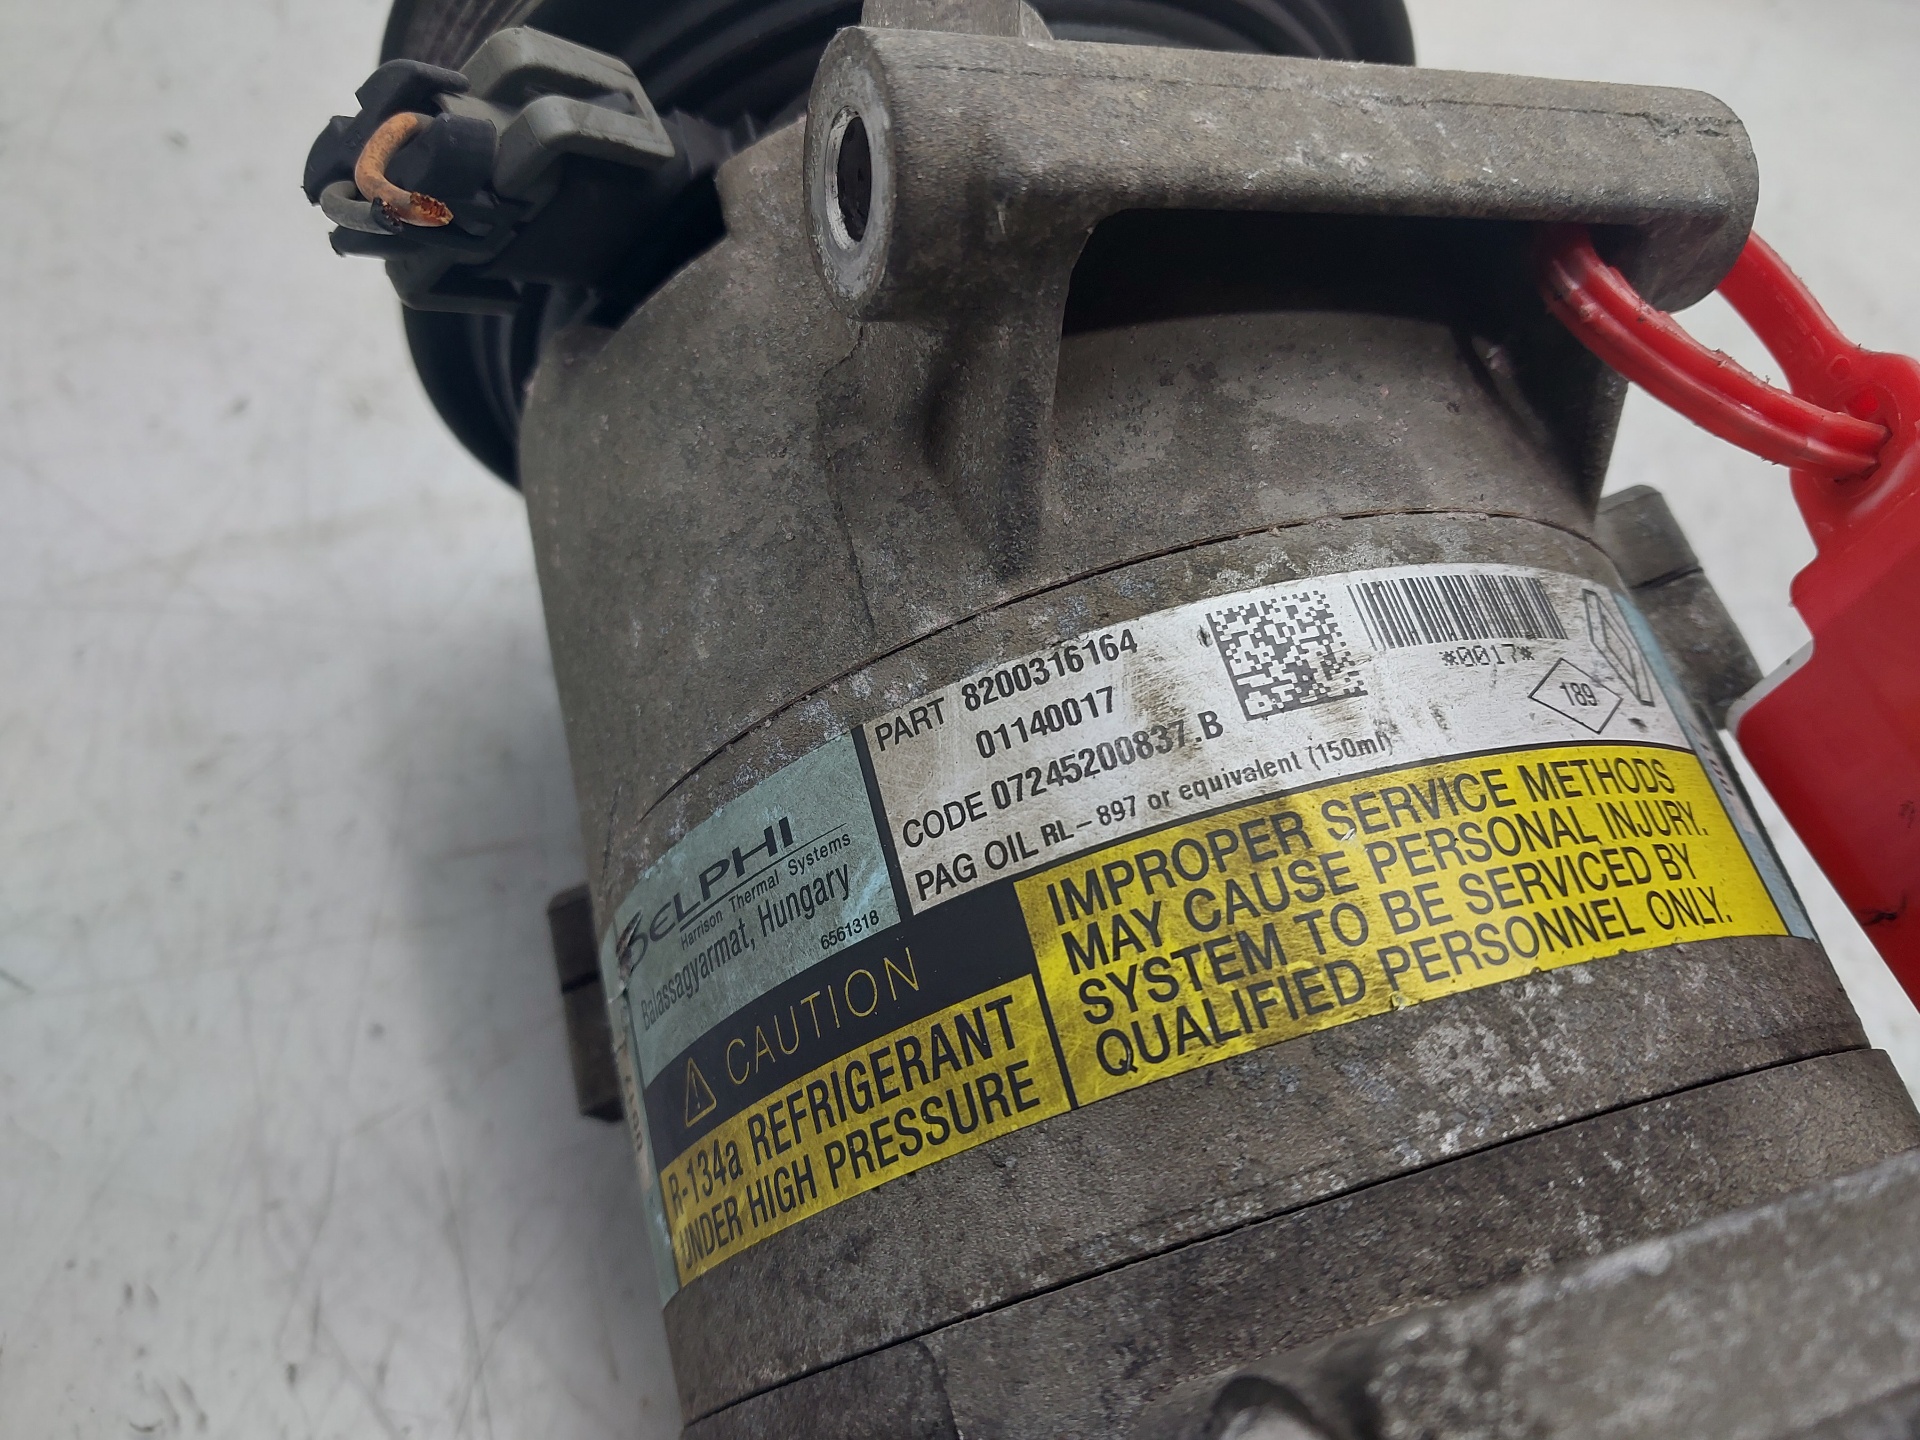 PART 8200316164
01140017
CODE 07245200837.B
PAG OIL RL-897 or equivalent (150ml)
*0017*
189
DELPHI
Harrison Thermal Systems
Balassagyarmat, Hungary
6561318
CAUTION
R-134a REFRIGERANT
UNDER HIGH PRESSURE
IMPROPER SERVICE METHODS
MAY CAUSE PERSONAL INJURY.
SYSTEM TO BE SERVICED BY
QUALIFIED PERSONNEL ONLY.